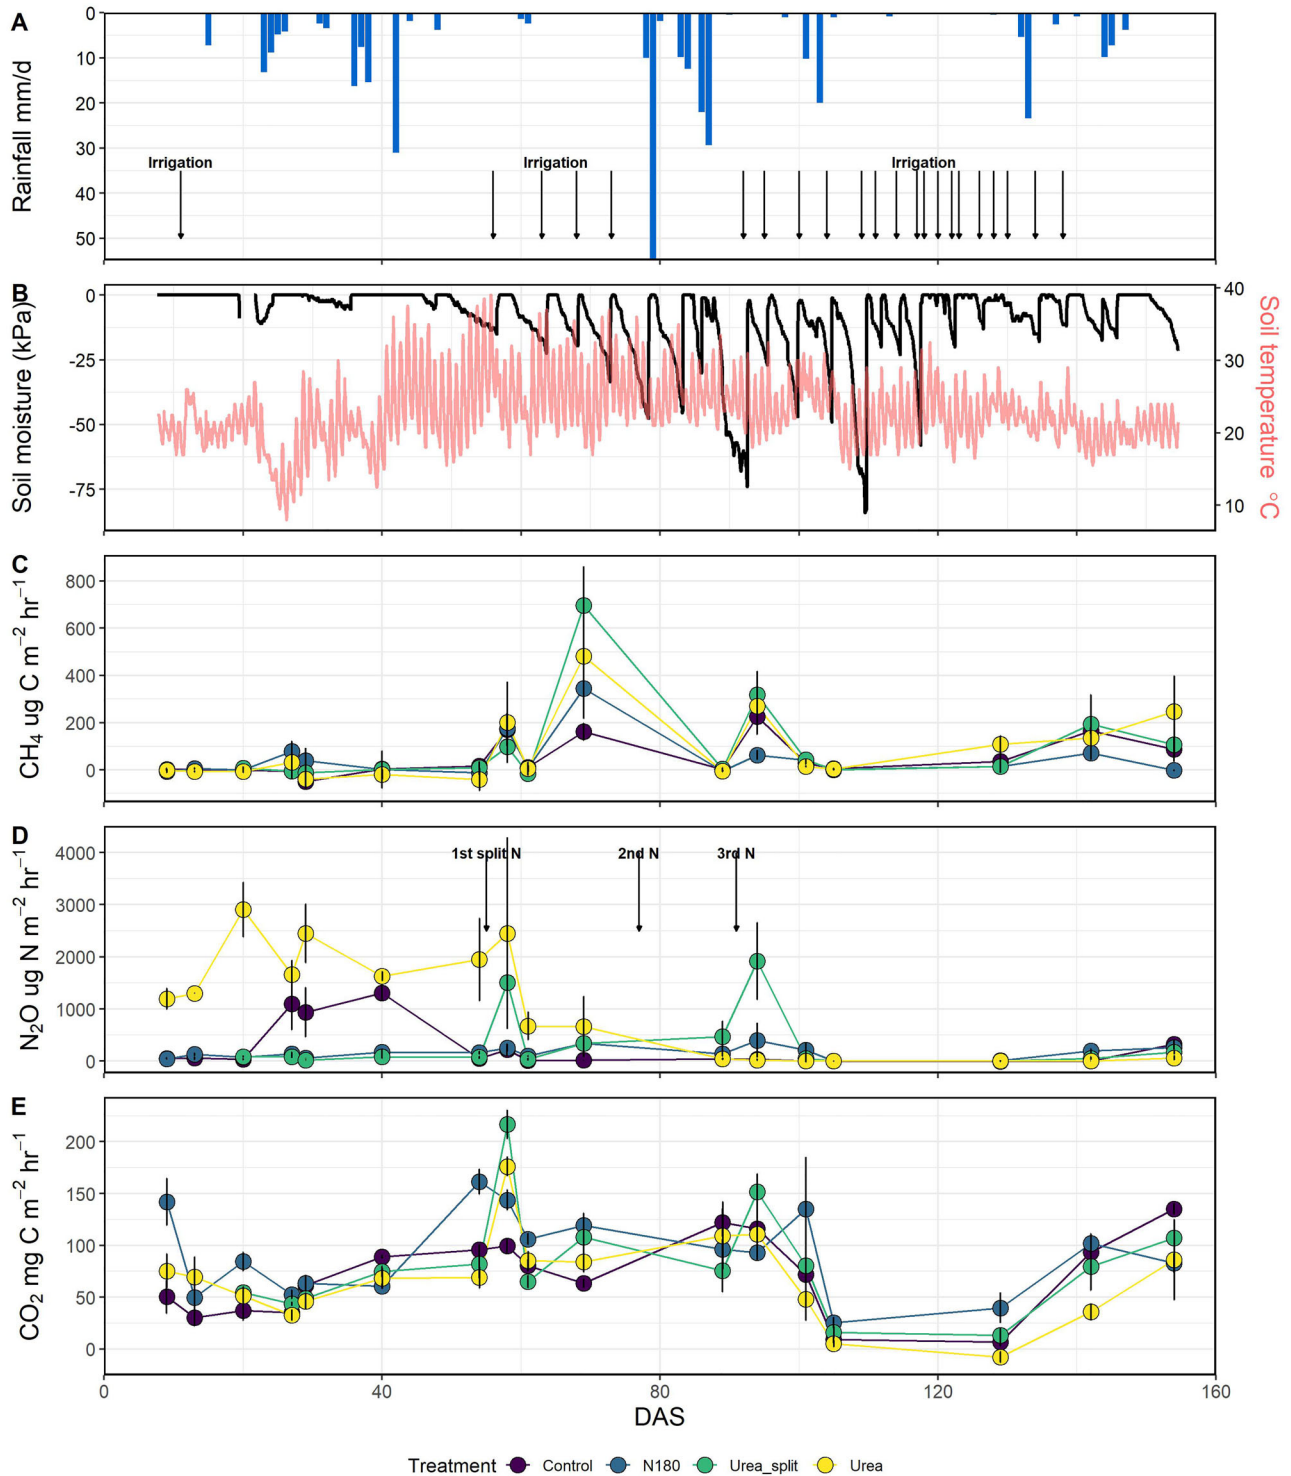 A
Rainfall mm/d
0
10
20
30
40
50
Irrigation Irrigation Irrigation
B
Soil moisture (kPa)
0
-25
-50
-75
40
30
20
10
Soil temperature °C
C
CH₄ ug C m⁻² hr⁻¹
800
600
400
200
0
D
N₂O ug N m⁻² hr⁻¹
4000
3000
2000
1000
0
1st split N 2nd N 3rd N
E
CO₂ mg C m⁻² hr⁻¹
200
150
100
50
0
0 40 80 120 160
DAS
Treatment Control N180 Urea_split Urea